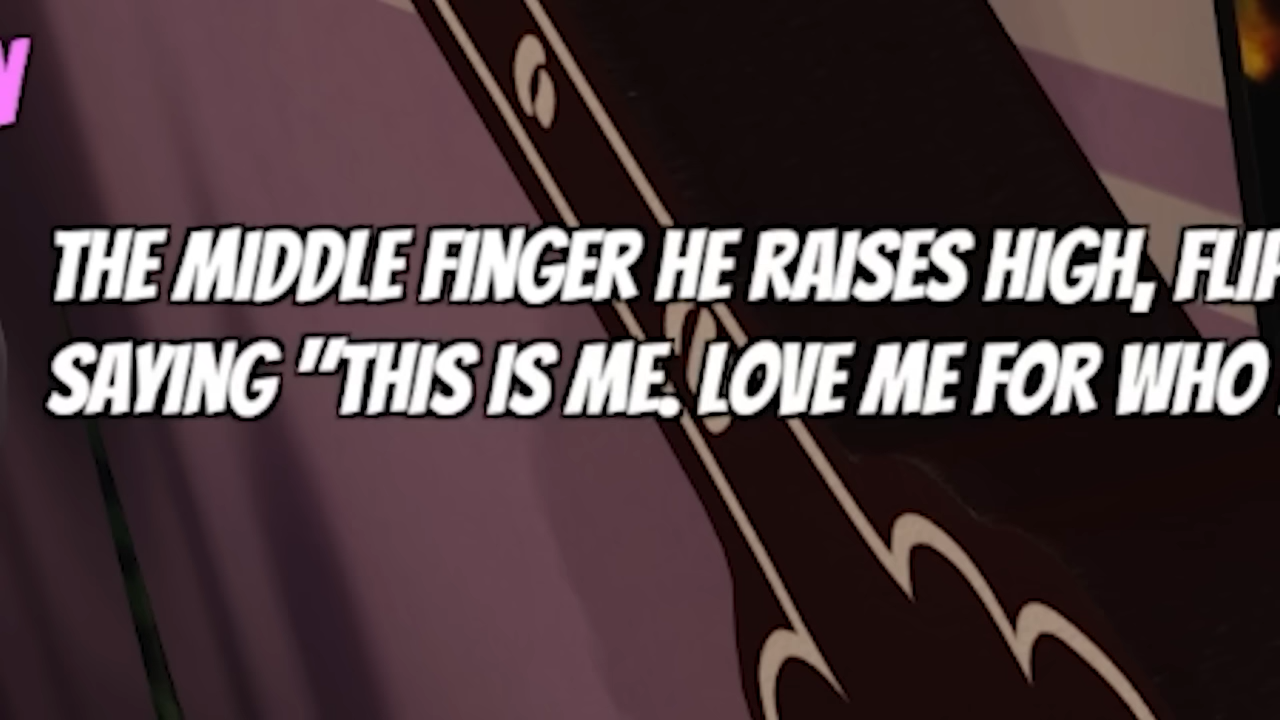 THE MIDDLE FINGER HE RAISES HIGH,
SAYING "THIS IS ME. LOVE ME FOR WHO